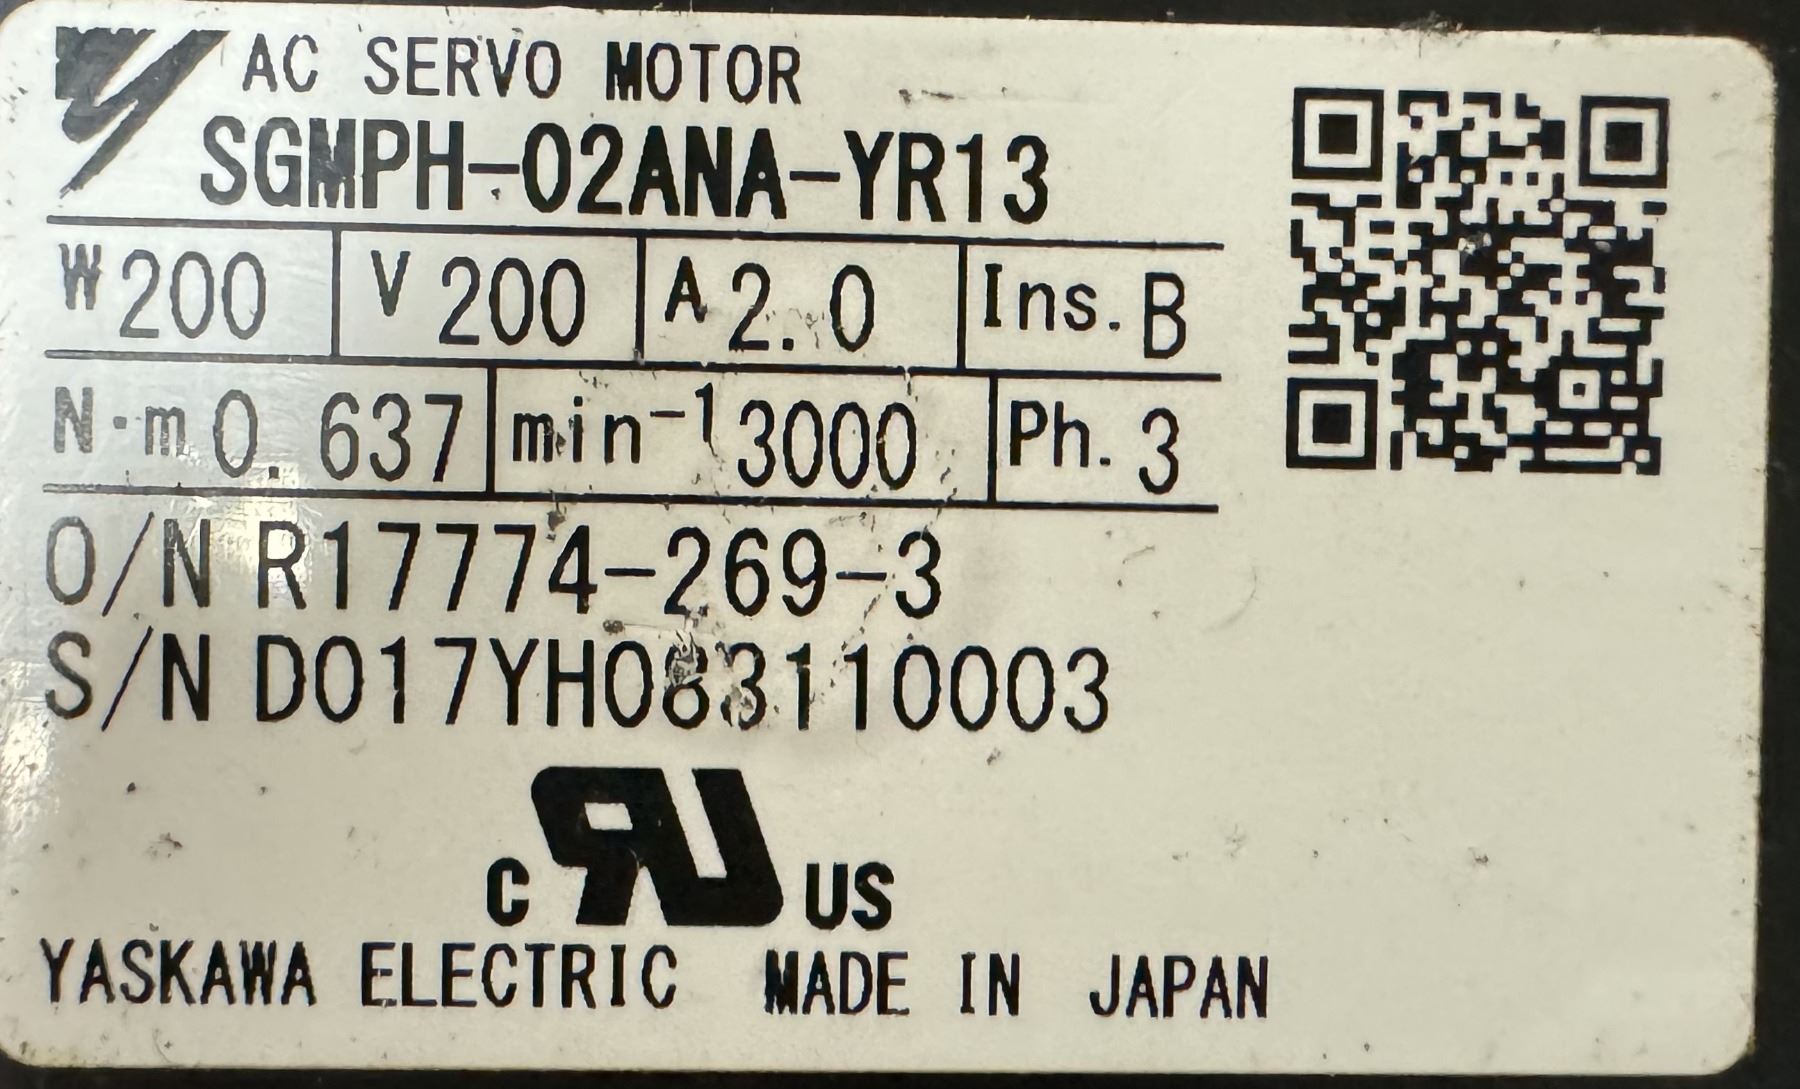 AC SERVO MOTOR
SGMPH-02ANA-YR13
W 200 V 200 A 2.0 Ins. B
N·m 0.637 min⁻¹ 3000 Ph. 3
O/N R17774-269-3
S/N D017YH083110003
c RU US
YASKAWA ELECTRIC MADE IN JAPAN